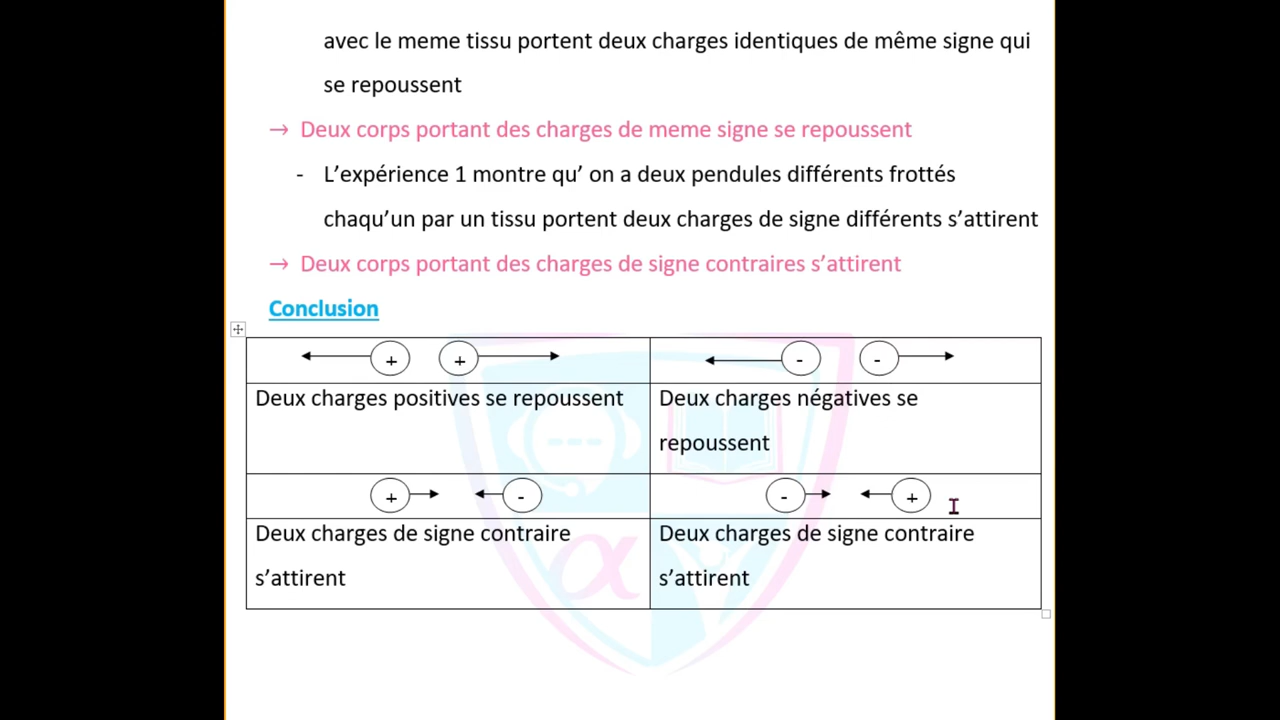 avec le meme tissu portent deux charges identiques de même signe qui
se repoussent
→ Deux corps portant des charges de meme signe se repoussent
- L’expérience 1 montre qu’ on a deux pendules différents frottés
chaqu’un par un tissu portent deux charges de signe différents s’attirent
→ Deux corps portant des charges de signe contraires s’attirent
Conclusion
+ + - -
Deux charges positives se repoussent
Deux charges négatives se
repoussent
+ - - +
Deux charges de signe contraire
s’attirent
Deux charges de signe contraire
s’attirent
α